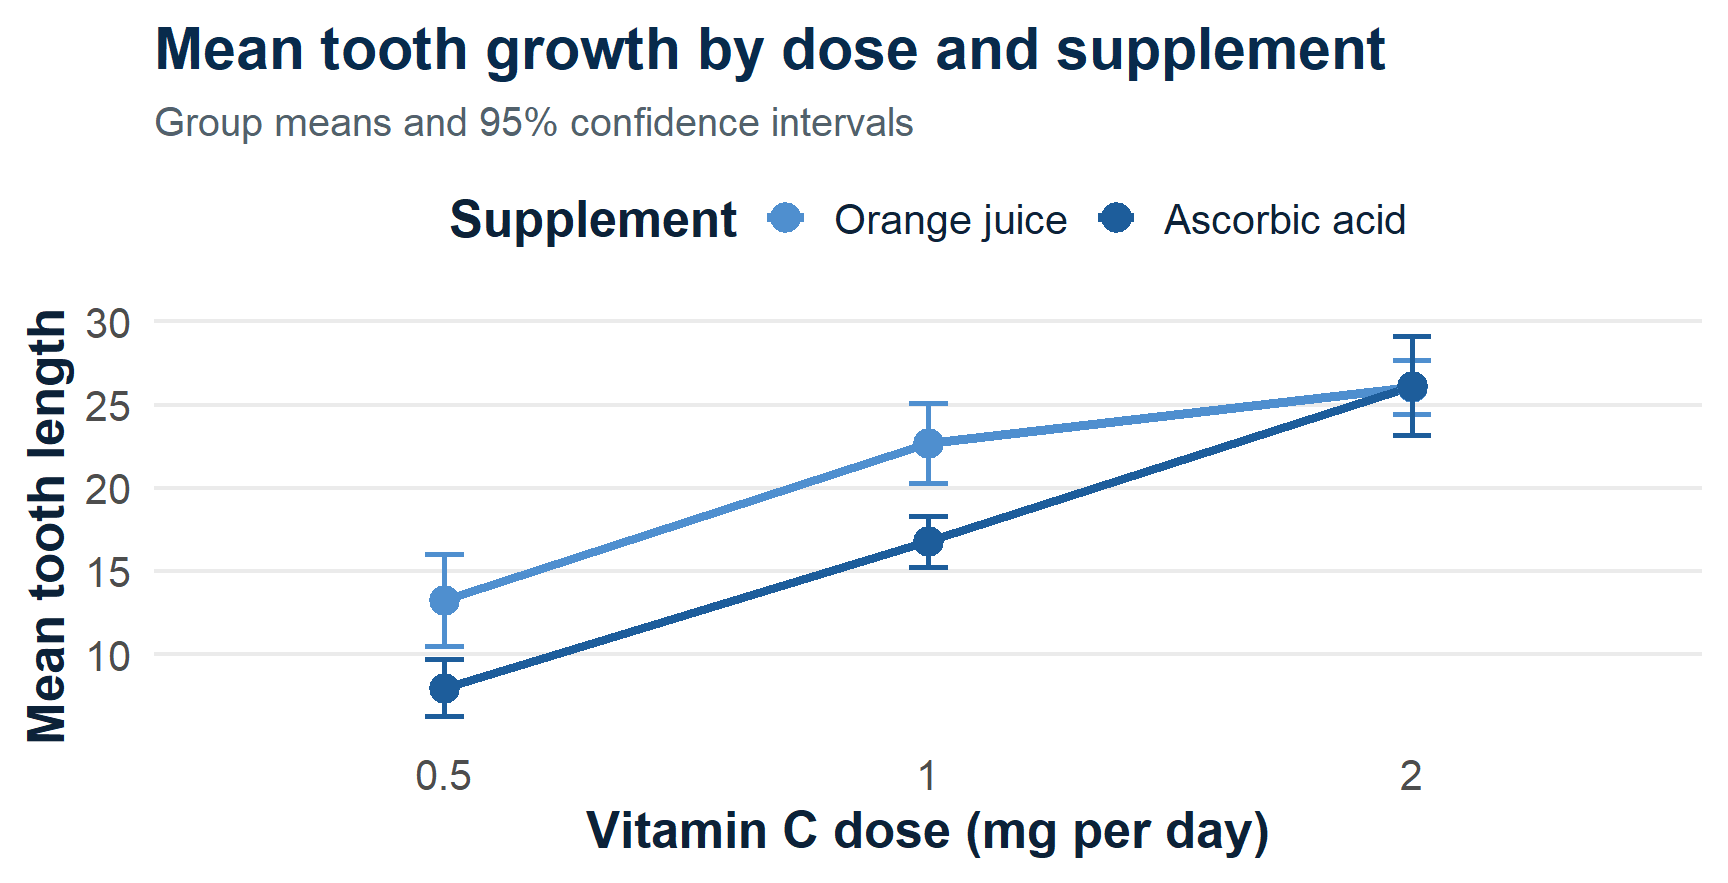 Mean tooth growth by dose and supplement
Group means and 95% confidence intervals
Supplement Orange juice Ascorbic acid
Mean tooth length
30
25
20
15
10
0.5 1 2
Vitamin C dose (mg per day)